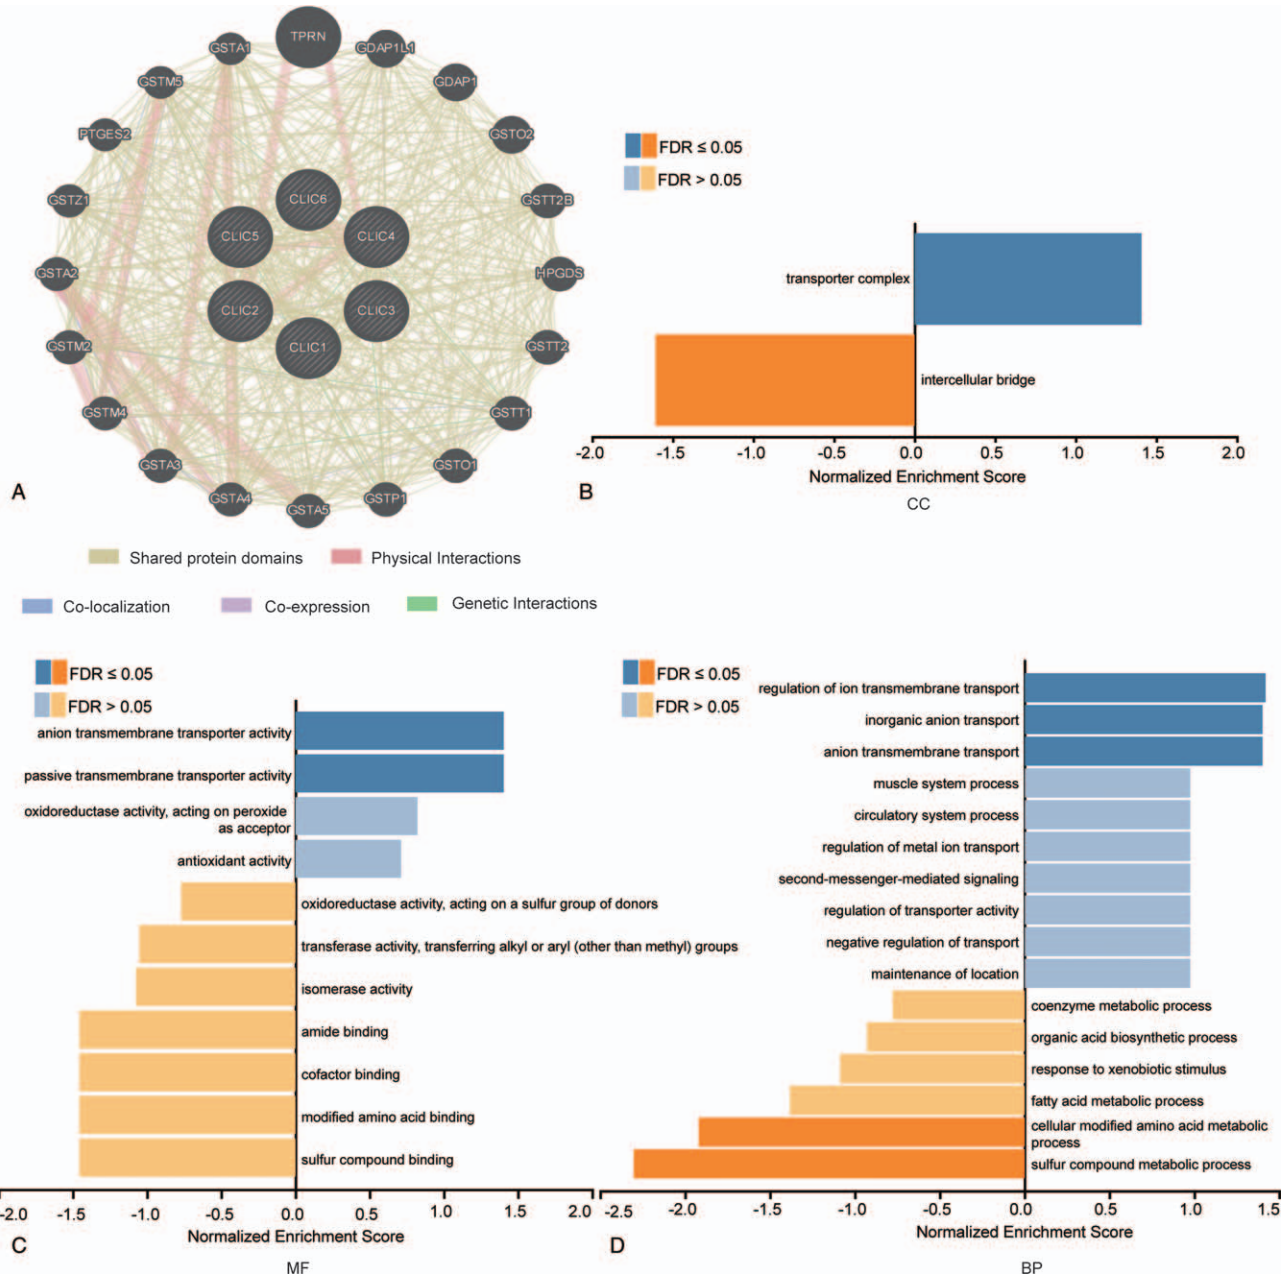 TPRN
GSTA1
GDAP1L1
GSTM5
GDAP1
PTGES2
GSTO2
GSTZ1
GSTT2B
CLIC6
CLIC5
CLIC4
GSTA2
HPGDS
CLIC2
CLIC3
CLIC1
GSTM2
GSTT2
GSTM4
GSTT1
GSTA3
GSTO1
GSTA4
GSTP1
GSTA5
A
Shared protein domains
Physical Interactions
Co-localization
Co-expression
Genetic Interactions
FDR ≤ 0.05
FDR > 0.05
transporter complex
intercellular bridge
-2.0 -1.5 -1.0 -0.5 0.0 0.5 1.0 1.5 2.0
Normalized Enrichment Score
B
CC
FDR ≤ 0.05
FDR > 0.05
anion transmembrane transporter activity
passive transmembrane transporter activity
oxidoreductase activity, acting on peroxide
as acceptor
antioxidant activity
oxidoreductase activity, acting on a sulfur group of donors
transferase activity, transferring alkyl or aryl (other than methyl) groups
isomerase activity
amide binding
cofactor binding
modified amino acid binding
sulfur compound binding
-2.0 -1.5 -1.0 -0.5 0.0 0.5 1.0 1.5 2.0
Normalized Enrichment Score
C
MF
FDR ≤ 0.05
FDR > 0.05
regulation of ion transmembrane transport
inorganic anion transport
anion transmembrane transport
muscle system process
circulatory system process
regulation of metal ion transport
second-messenger-mediated signaling
regulation of transporter activity
negative regulation of transport
maintenance of location
coenzyme metabolic process
organic acid biosynthetic process
response to xenobiotic stimulus
fatty acid metabolic process
cellular modified amino acid metabolic
process
sulfur compound metabolic process
-2.5 -2.0 -1.5 -1.0 -0.5 0.0 0.5 1.0 1.5
Normalized Enrichment Score
D
BP